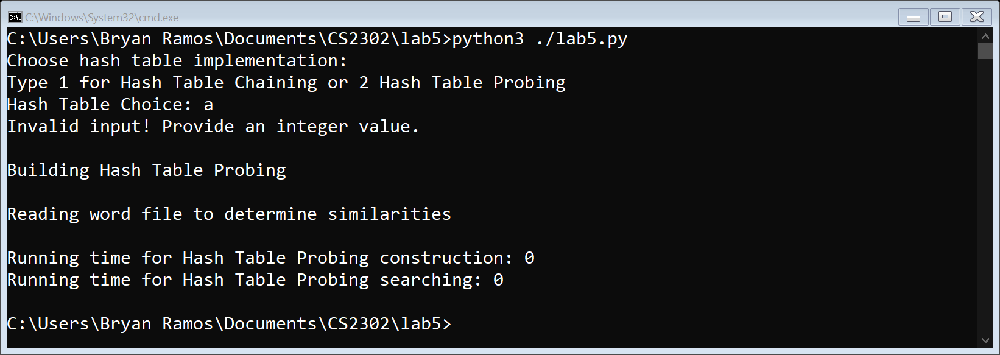 C:\Windows\System32\cmd.exe
C:\Users\Bryan Ramos\Documents\CS2302\lab5>python3 ./lab5.py
Choose hash table implementation:
Type 1 for Hash Table Chaining or 2 Hash Table Probing
Hash Table Choice: a
Invalid input! Provide an integer value.
Building Hash Table Probing
Reading word file to determine similarities
Running time for Hash Table Probing construction: 0
Running time for Hash Table Probing searching: 0
C:\Users\Bryan Ramos\Documents\CS2302\lab5>